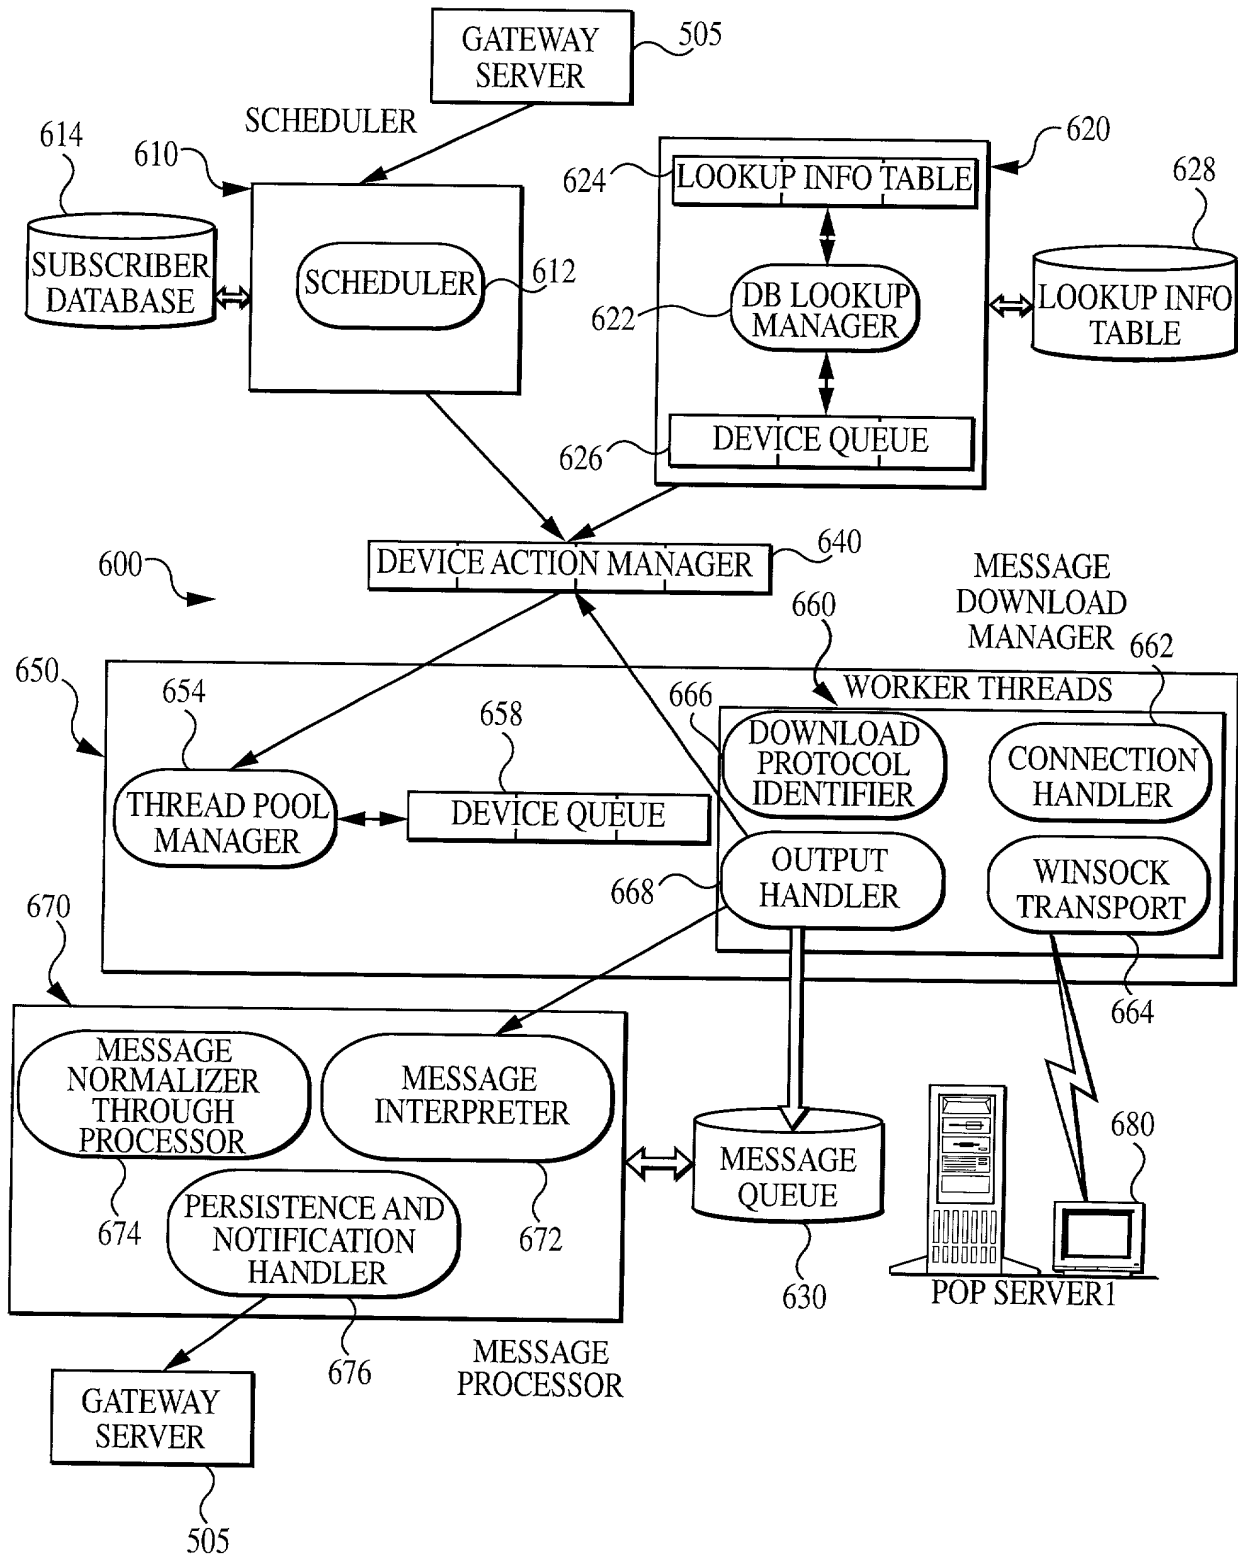 GATEWAY
SERVER
505
SCHEDULER
614
610
SUBSCRIBER
DATABASE
SCHEDULER
612
620
624
LOOKUP INFO TABLE
628
622
DB LOOKUP
MANAGER
LOOKUP INFO
TABLE
626
DEVICE QUEUE
600
DEVICE ACTION MANAGER
640
MESSAGE
DOWNLOAD
MANAGER
660
650
654
658
666
WORKER THREADS
662
THREAD POOL
MANAGER
DEVICE QUEUE
DOWNLOAD
PROTOCOL
IDENTIFIER
CONNECTION
HANDLER
668
OUTPUT
HANDLER
WINSOCK
TRANSPORT
664
670
MESSAGE
NORMALIZER
THROUGH
PROCESSOR
MESSAGE
INTERPRETER
674
PERSISTENCE AND
NOTIFICATION
HANDLER
672
676
MESSAGE
QUEUE
630
680
POP SERVER1
MESSAGE
PROCESSOR
GATEWAY
SERVER
505